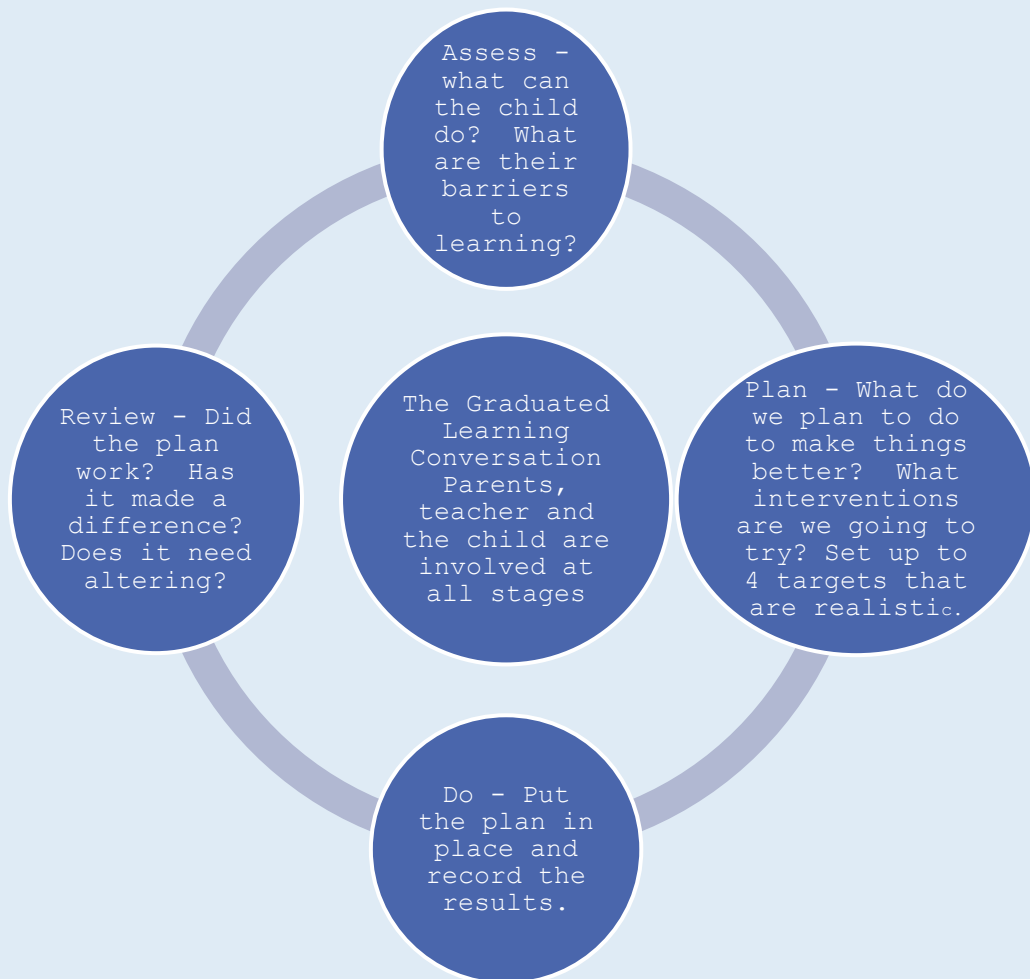 Assess -
what can
the child
do?  What
are their
barriers
to
learning?
Plan - What do
we plan to do
to make things
better?  What
interventions
are we going to
try? Set up to
4 targets that
are realistic.
Do - Put
the plan in
place and
record the
results.
Review - Did
the plan
work?  Has
it made a
difference?
Does it need
altering?
The Graduated
Learning
Conversation
Parents,
teacher and
the child are
involved at
all stages